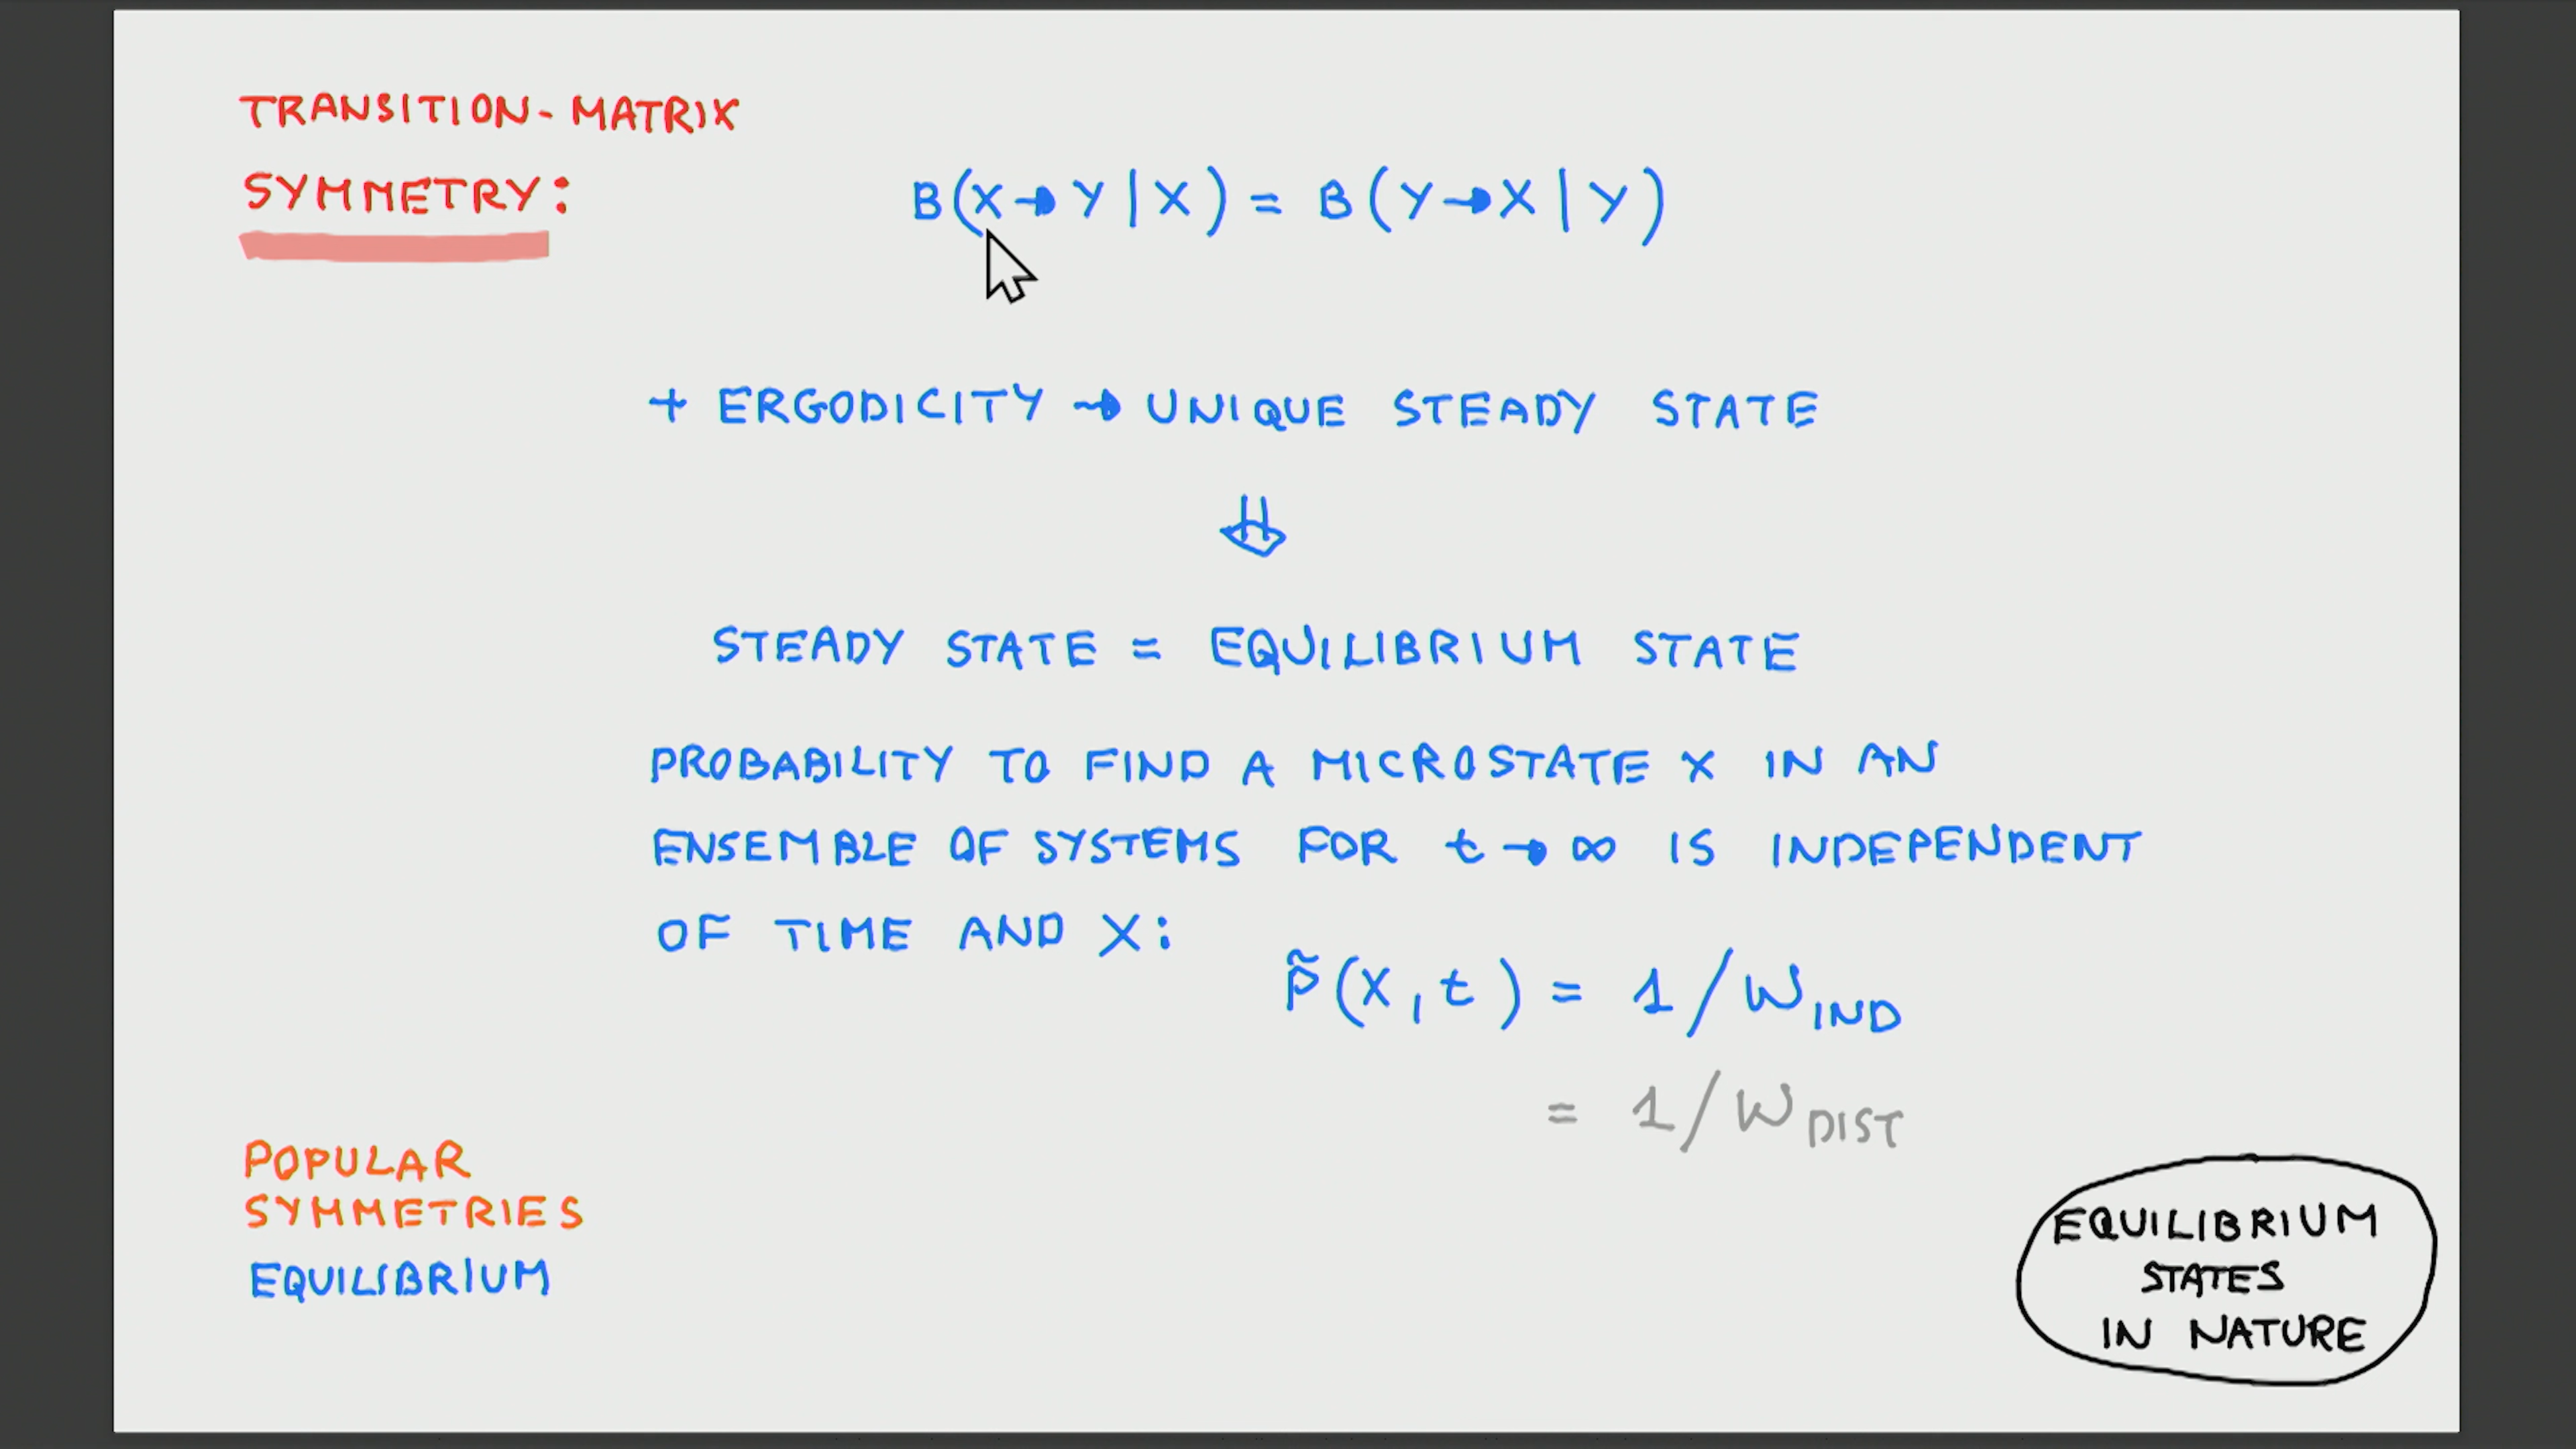 TRANSITION-MATRIX
SYMMETRY:
B(X→Y|X) = B(Y→X|Y)
+ ERGODICITY → UNIQUE STEADY STATE
⇓
STEADY STATE = EQUILIBRIUM STATE
PROBABILITY TO FIND A MICROSTATE X IN AN
ENSEMBLE OF SYSTEMS FOR t→∞ IS INDEPENDENT
OF TIME AND X:
P̃(X,t) = 1/W_IND
= 1/W_DIST
POPULAR
SYMMETRIES
EQUILIBRIUM
EQUILIBRIUM
STATES
IN NATURE